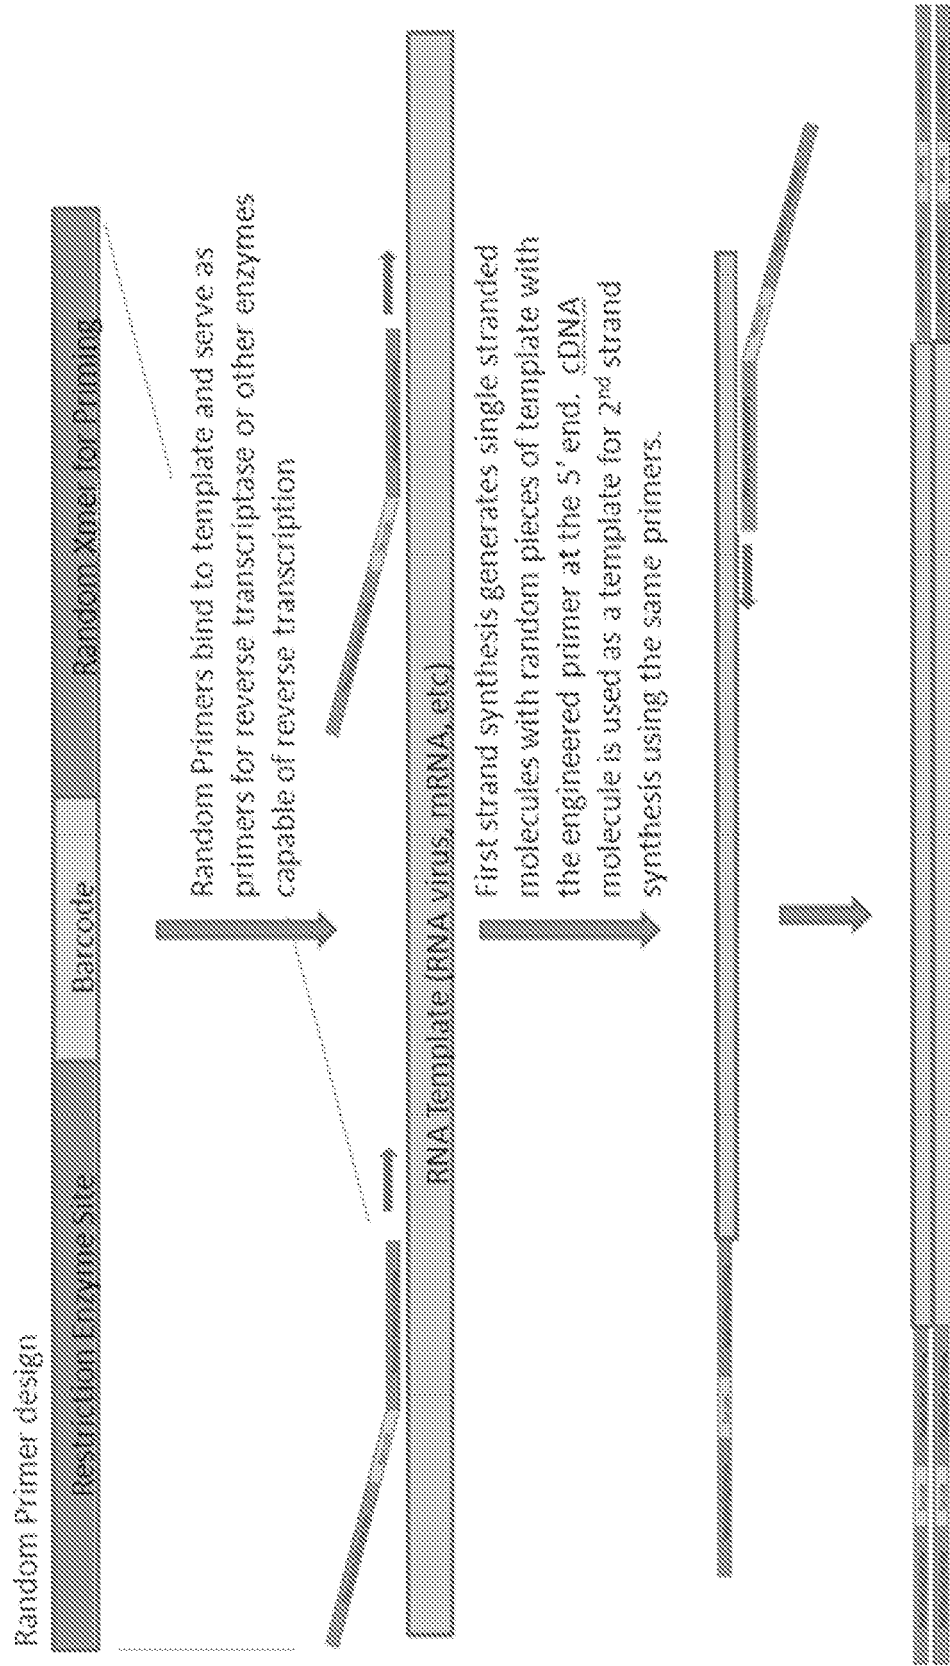 Random Primer design
Restriction Enzyme Site
Barcode
Random Xmer for Priming
Random Primers bind to template and serve as
primers for reverse transcriptase or other enzymes
capable of reverse transcription
RNA Template (RNA virus, mRNA, etc)
First strand synthesis generates single stranded
molecules with random pieces of template with
the engineered primer at the 5' end. cDNA
molecule is used as a template for 2nd strand
synthesis using the same primers.